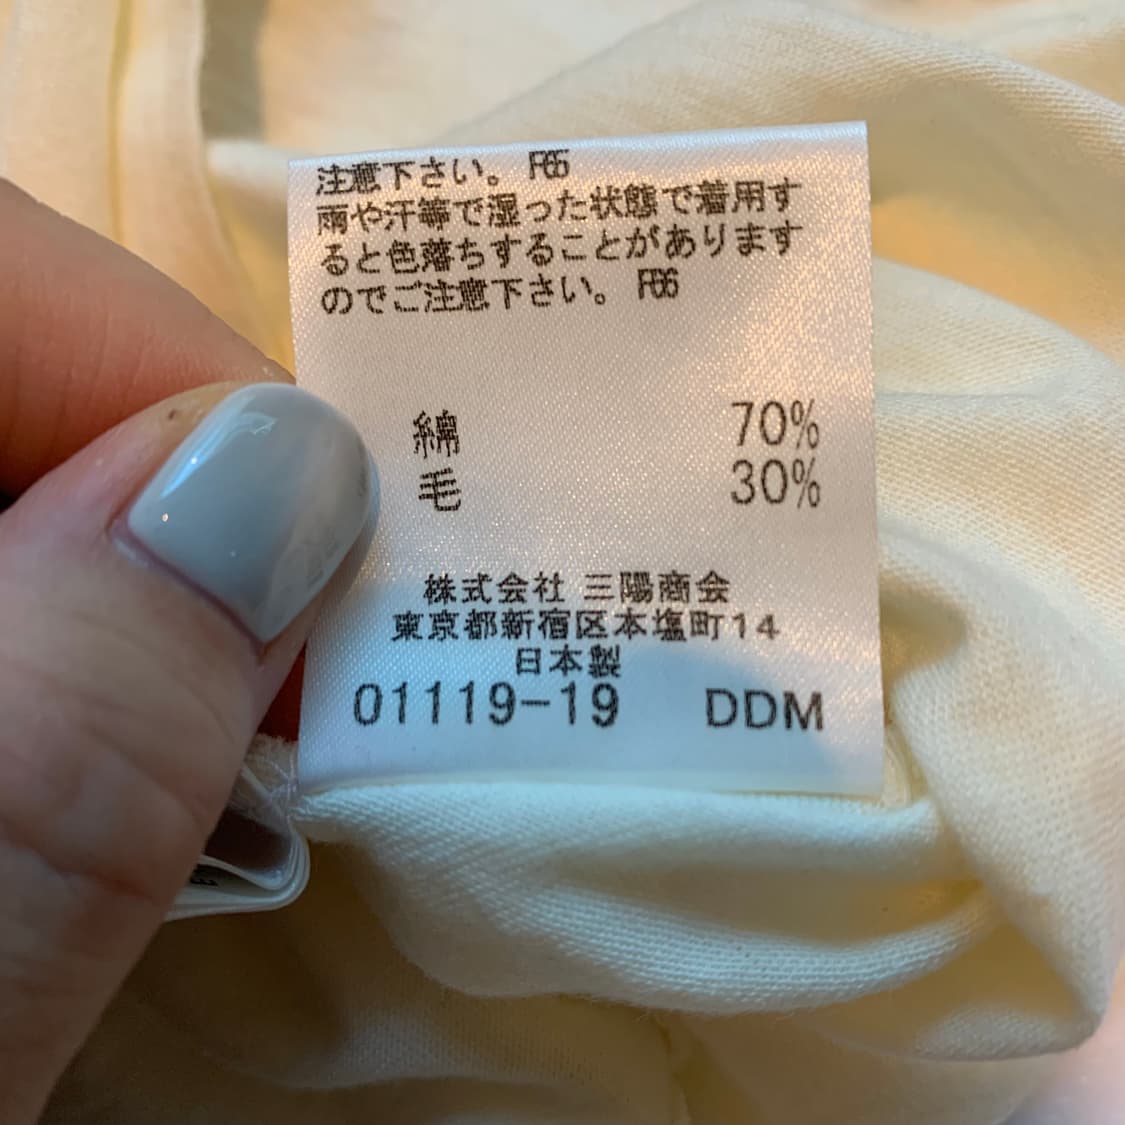 注意下さい。 F65
雨や汗等で湿った状態で着用す
ると色落ちすることがあります
のでご注意下さい。 F66
綿 70%
毛 30%
株式会社 三陽商会
東京都新宿区本塩町14
日本製
01119-19 DDM